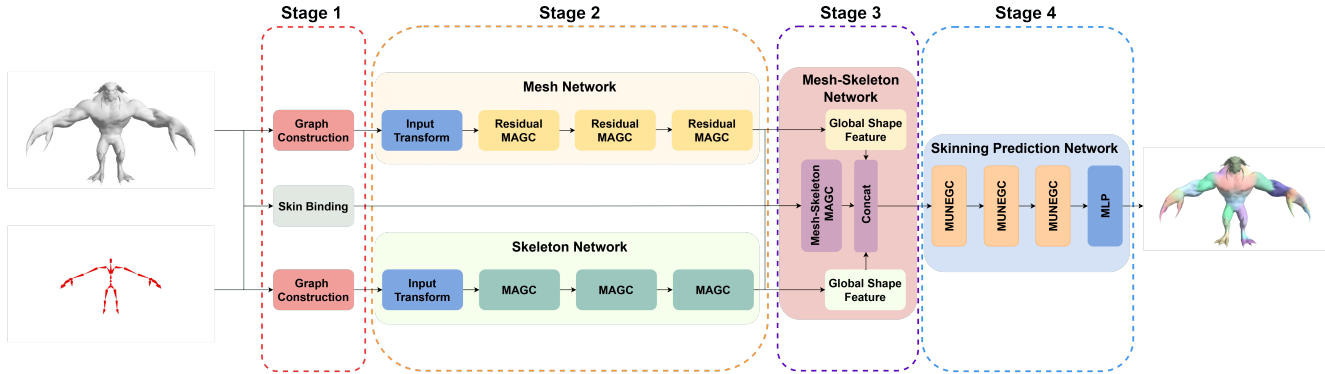 Stage 1
Stage 2
Stage 3
Stage 4
Mesh Network
Mesh-Skeleton
Network
Graph
Construction
Input
Transform
Residual
MAGC
Residual
MAGC
Residual
MAGC
Global Shape
Feature
Skinning Prediction Network
Skin Binding
Mesh-Skeleton
MAGC
Concat
MUNEGC
MUNEGC
MUNEGC
MLP
Skeleton Network
Graph
Construction
Input
Transform
MAGC
MAGC
MAGC
Global Shape
Feature